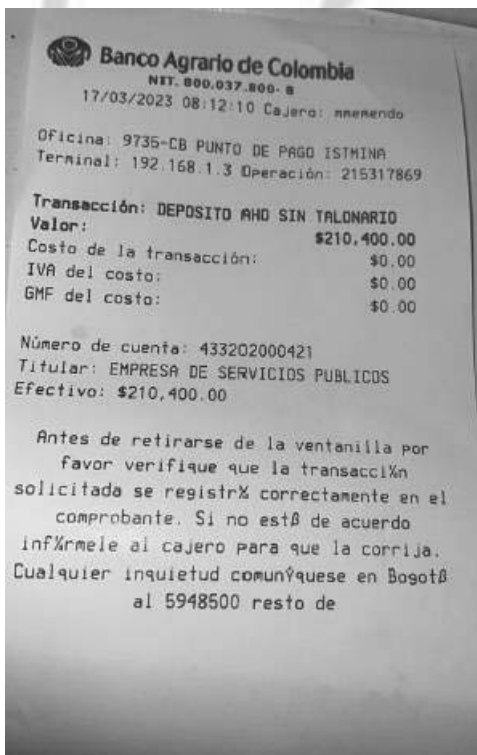 Banco Agrario de Colombia
NIT. 800.037.800- 8
17/03/2023 08:12:10 Cajero: mmemendo
Oficina: 9735-CB PUNTO DE PAGO ISTMINA
Terminal: 192.168.1.3 Operación: 215317869
Transacción: DEPOSITO AHO SIN TALONARIO
Valor: $210,400.00
Costo de la transacción: $0.00
IVA del costo: $0.00
GMF del costo: $0.00
Número de cuenta: 433202000421
Titular: EMPRESA DE SERVICIOS PUBLICOS
Efectivo: $210,400.00
Antes de retirarse de la ventanilla por
favor verifique que la transacci%n
solicitada se registr% correctamente en el
comprobante. Si no estβ de acuerdo
inf%rmele al cajero para que la corrija.
Cualquier inquietud comunÝquese en Bogotβ
al 5948500 resto de